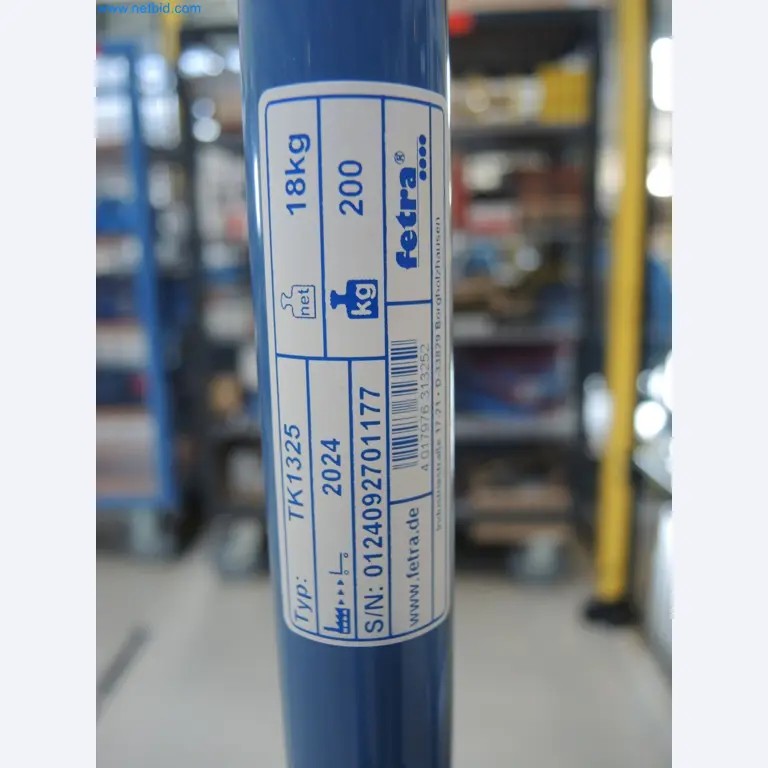 www.netbid.com
Typ: TK1325
net 18kg
2024
kg 200
S/N: 0124092701177
www.fetra.de
4 017976 313252
fetra®
Industriestraße 17-21 • D-33829 Borgholzhausen